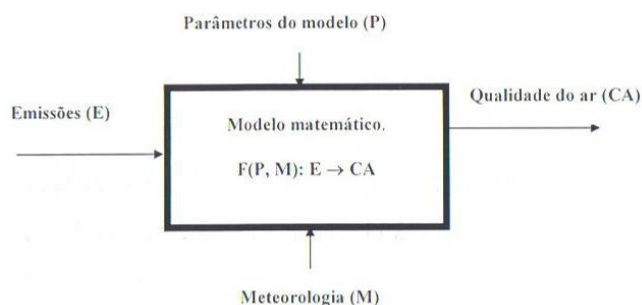 Parâmetros do modelo (P)
Qualidade do ar (CA)
Emissões (E)
Modelo matemático.
F(P, M): E → CA
Meteorologia (M)